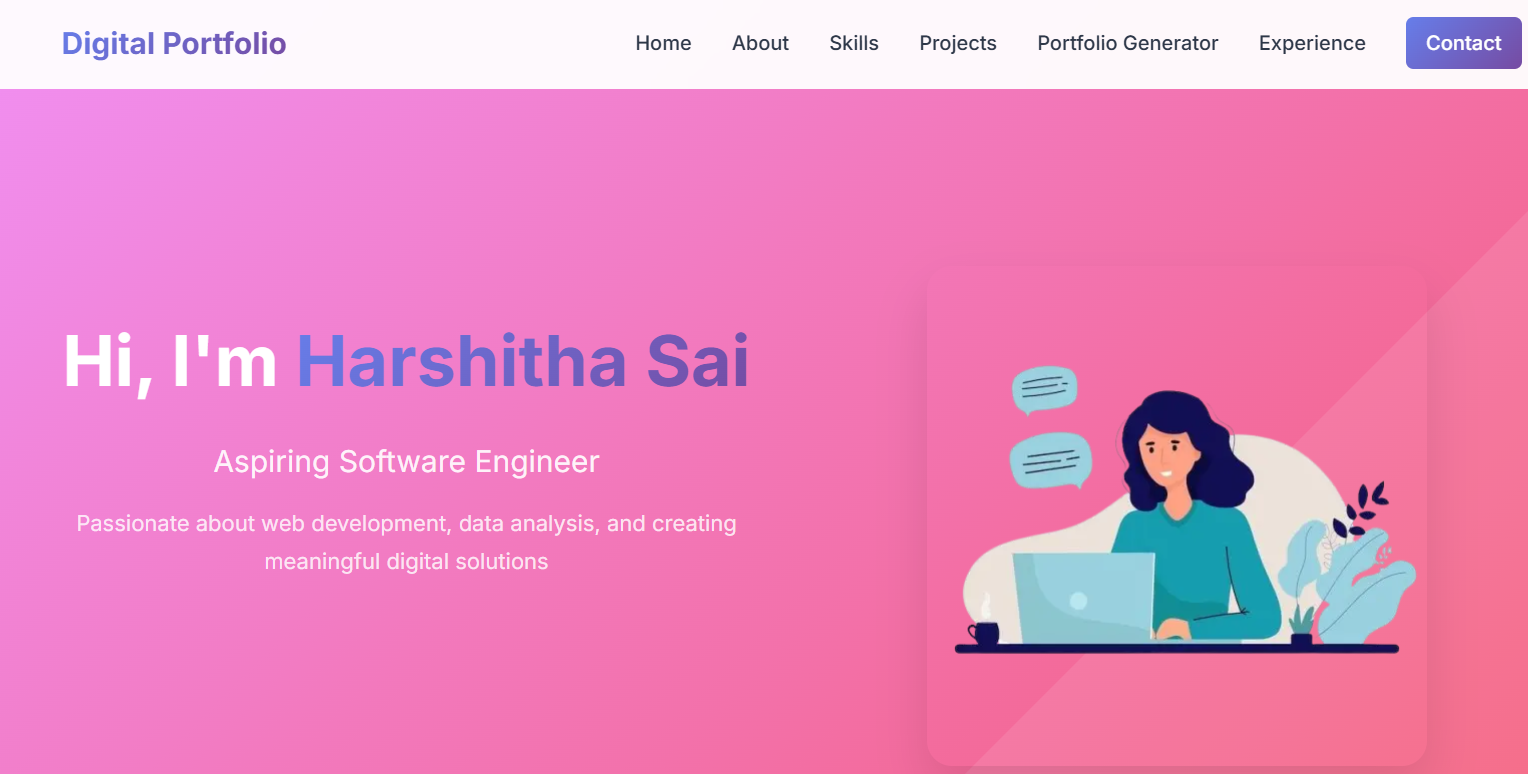 Digital Portfolio
Home About Skills Projects Portfolio Generator Experience Contact
Hi, I'm Harshitha Sai
Aspiring Software Engineer
Passionate about web development, data analysis, and creating
meaningful digital solutions